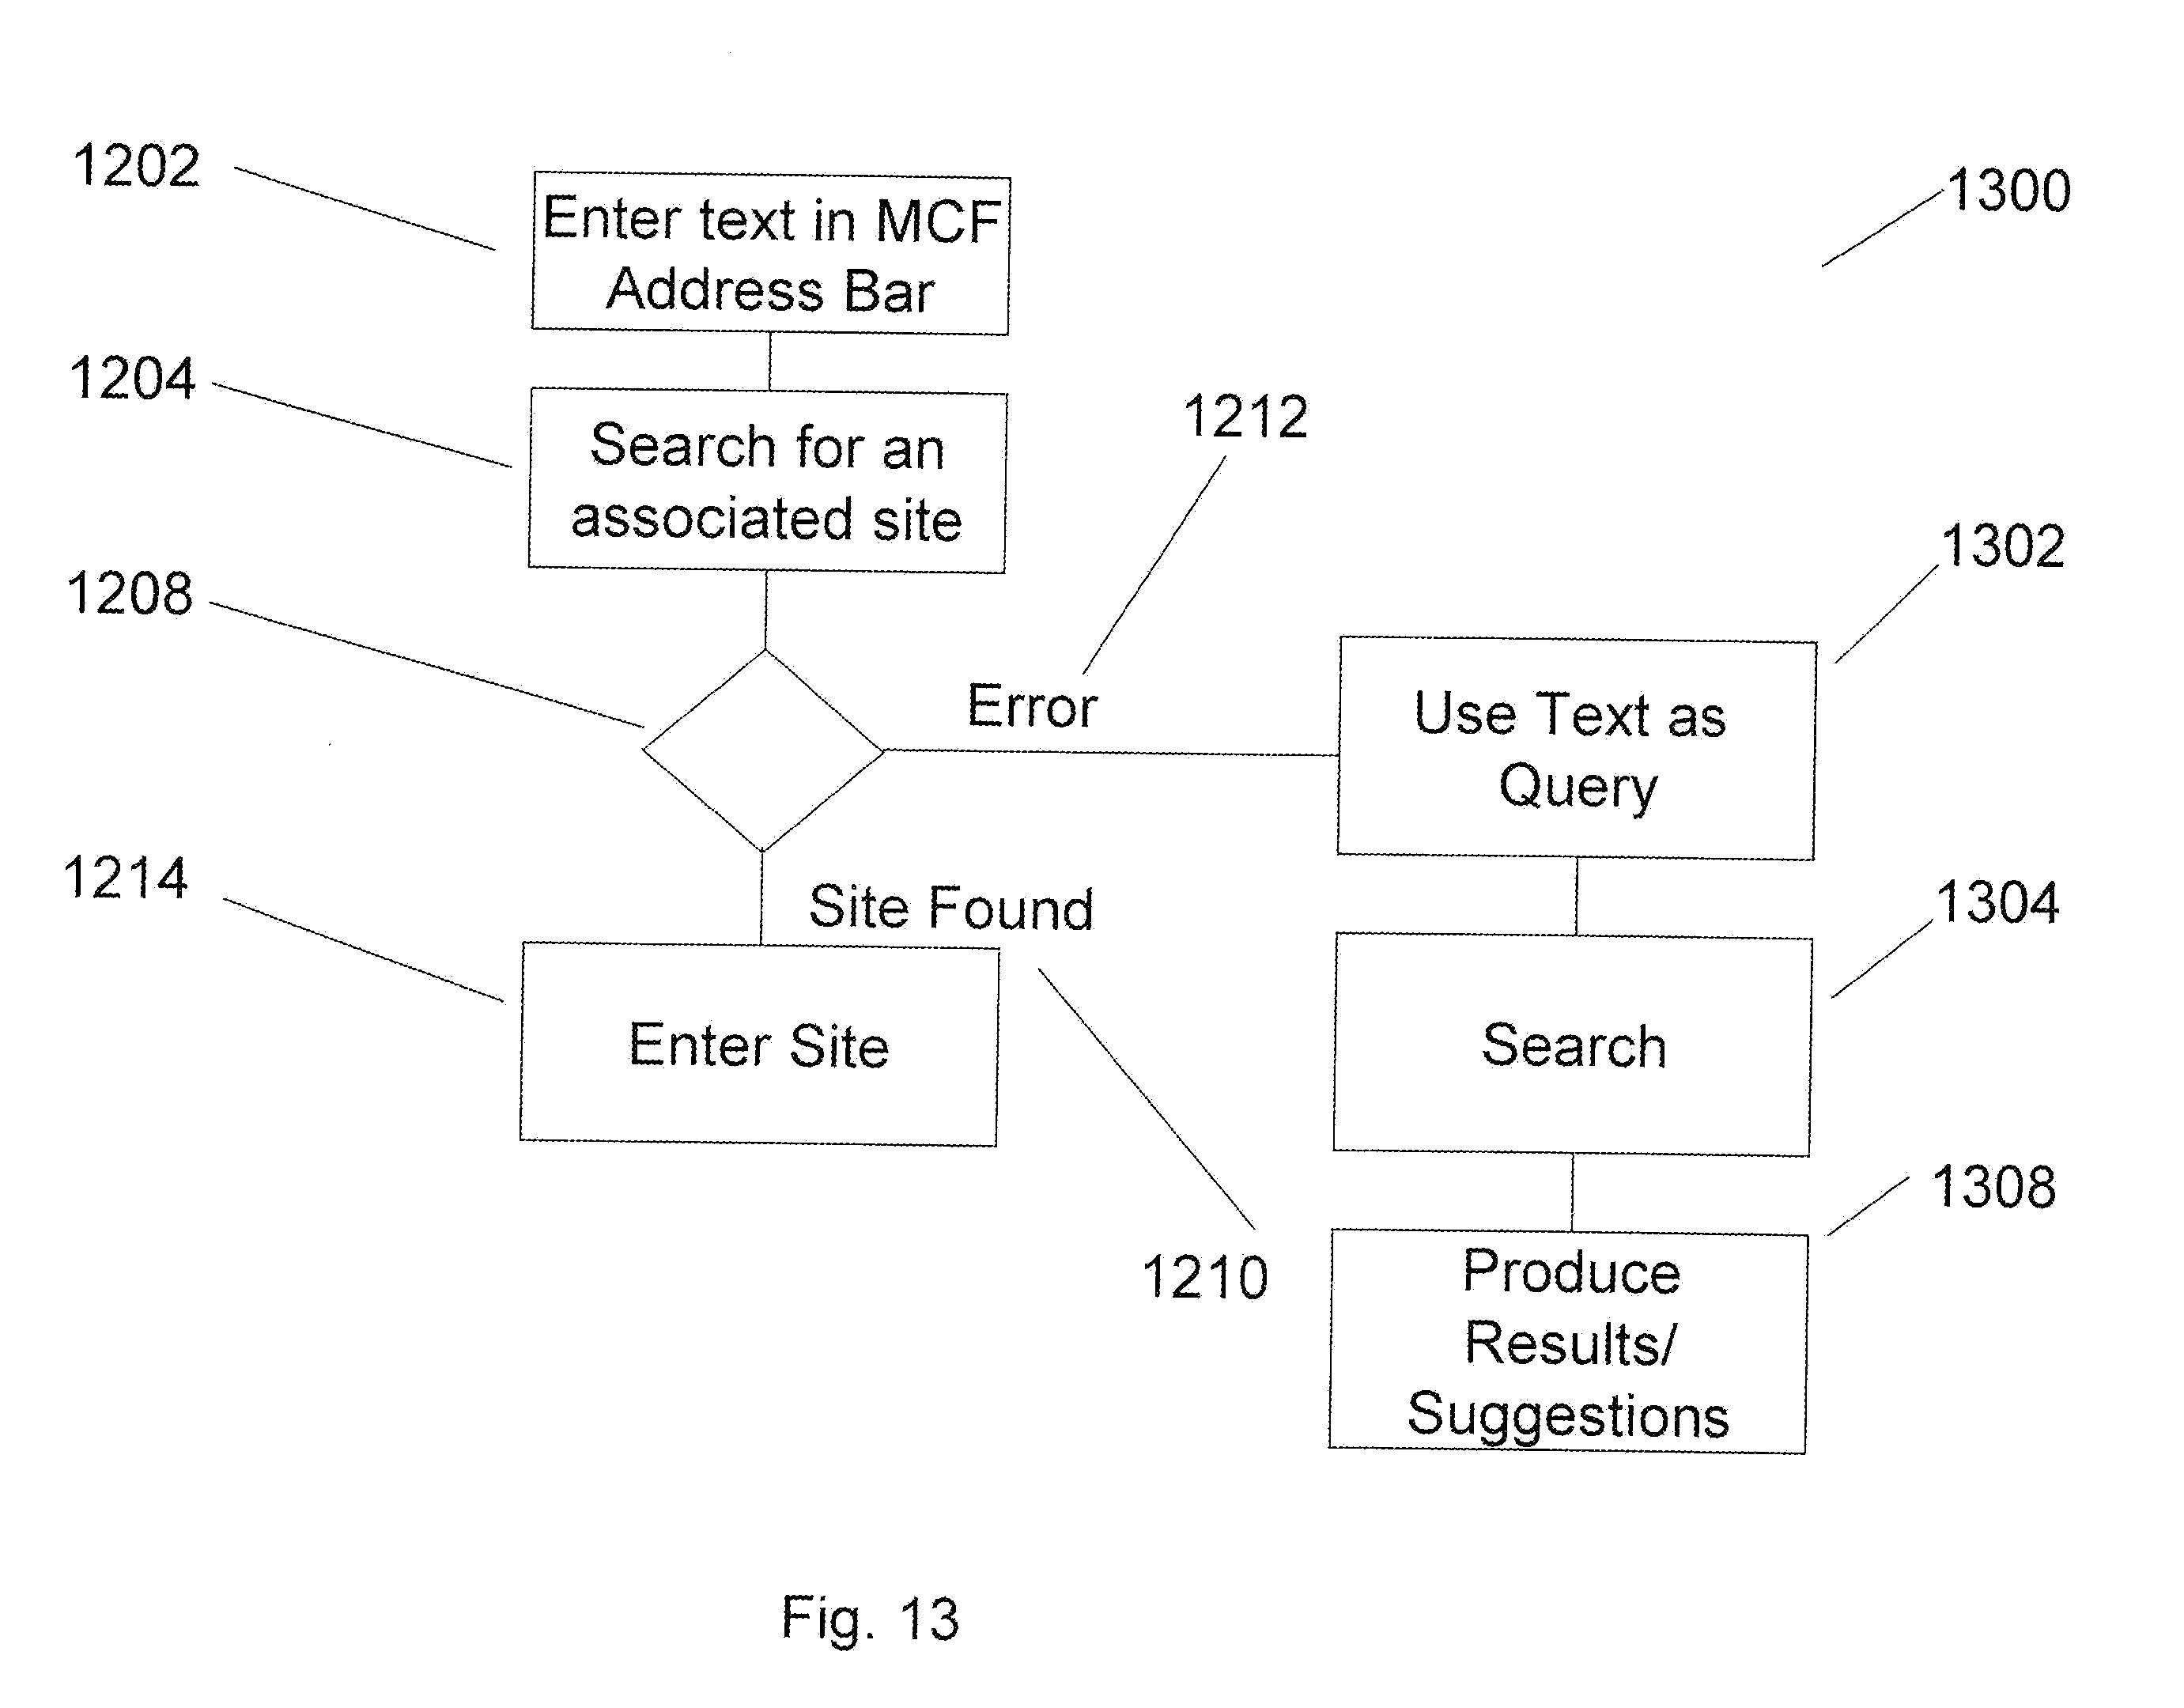 1202
Enter text in MCF
Address Bar
1300
1204
Search for an
associated site
1212
1208
Error
1302
Use Text as
Query
1214
Site Found
1304
Enter Site
Search
1210
1308
Produce
Results/
Suggestions
Fig. 13